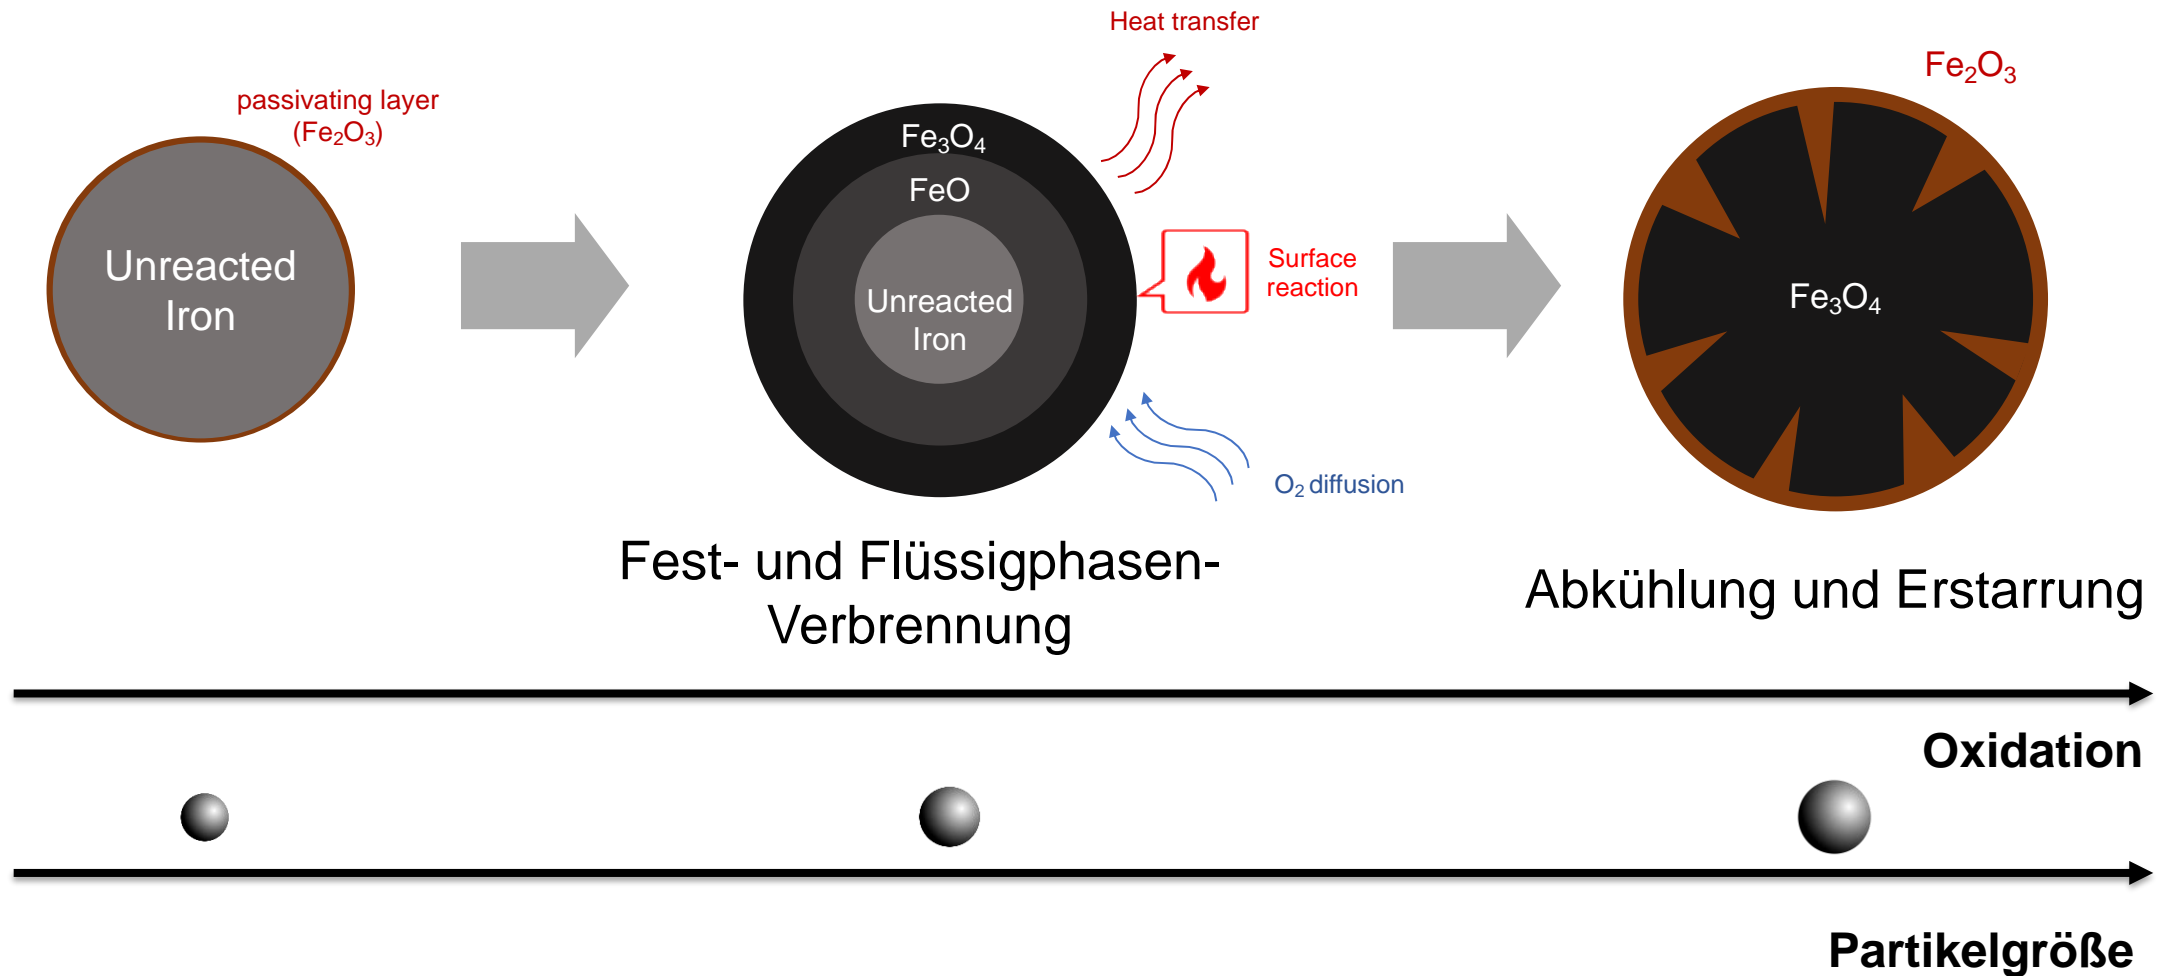 passivating layer
(Fe₂O₃)
Unreacted
Iron
Heat transfer
Fe₃O₄
FeO
Unreacted
Iron
Surface
reaction
O₂ diffusion
Fest- und Flüssigphasen-
Verbrennung
Fe₂O₃
Fe₃O₄
Abkühlung und Erstarrung
Oxidation
Partikelgröße